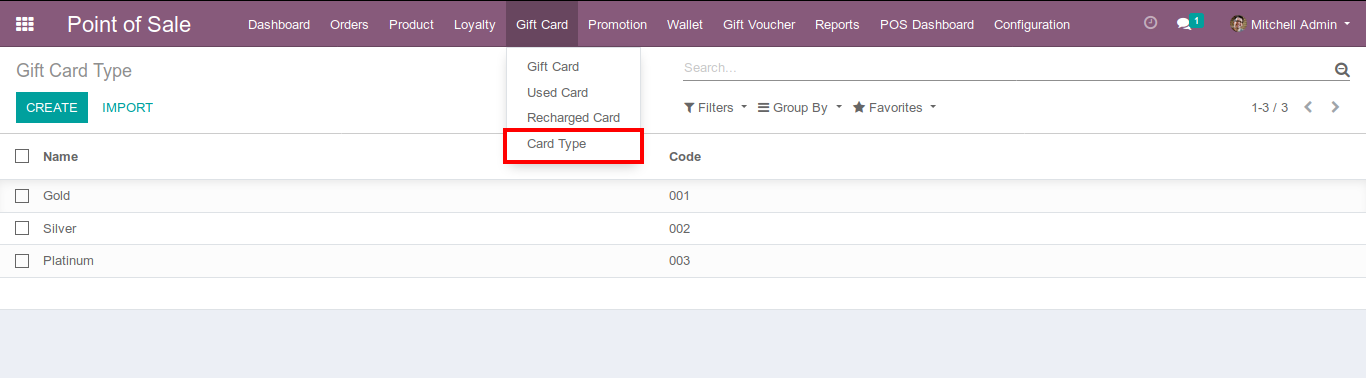 Point of Sale Dashboard Orders Product Loyalty Gift Card Promotion Wallet Gift Voucher Reports POS Dashboard Configuration 1 Mitchell Admin
Gift Card Type
Gift Card
Used Card
Recharged Card
Card Type
Search...
CREATE IMPORT
Filters Group By Favorites 1-3 / 3
Name Code
Gold 001
Silver 002
Platinum 003